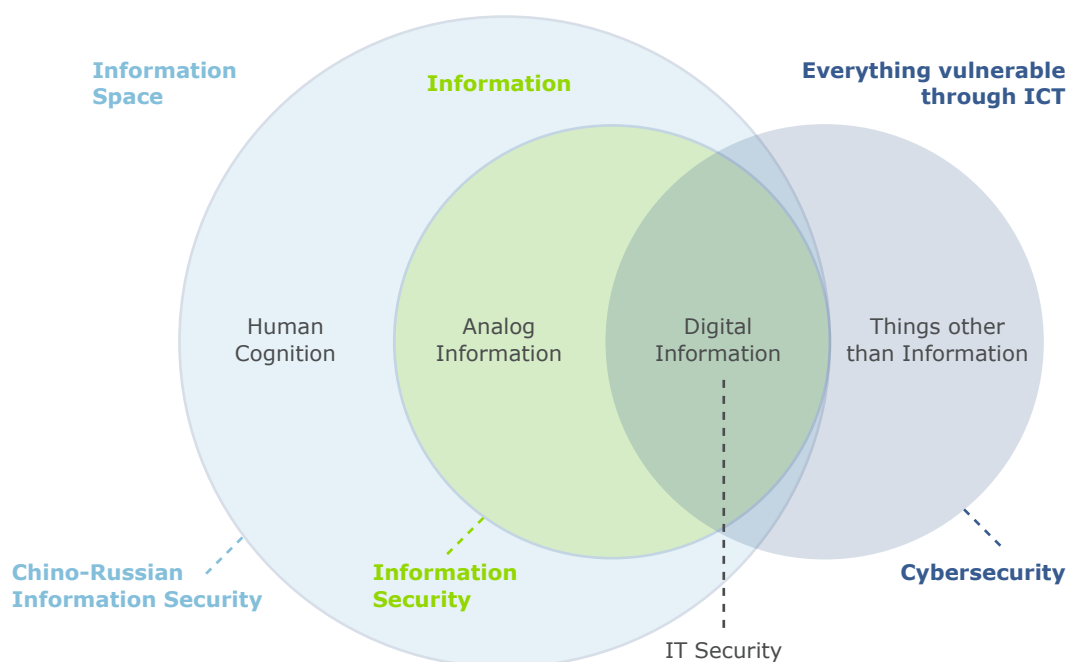 Information
Space
Information
Everything vulnerable
through ICT
Human
Cognition
Analog
Information
Digital
Information
Things other
than Information
Chino-Russian
Information Security
Information
Security
Cybersecurity
IT Security